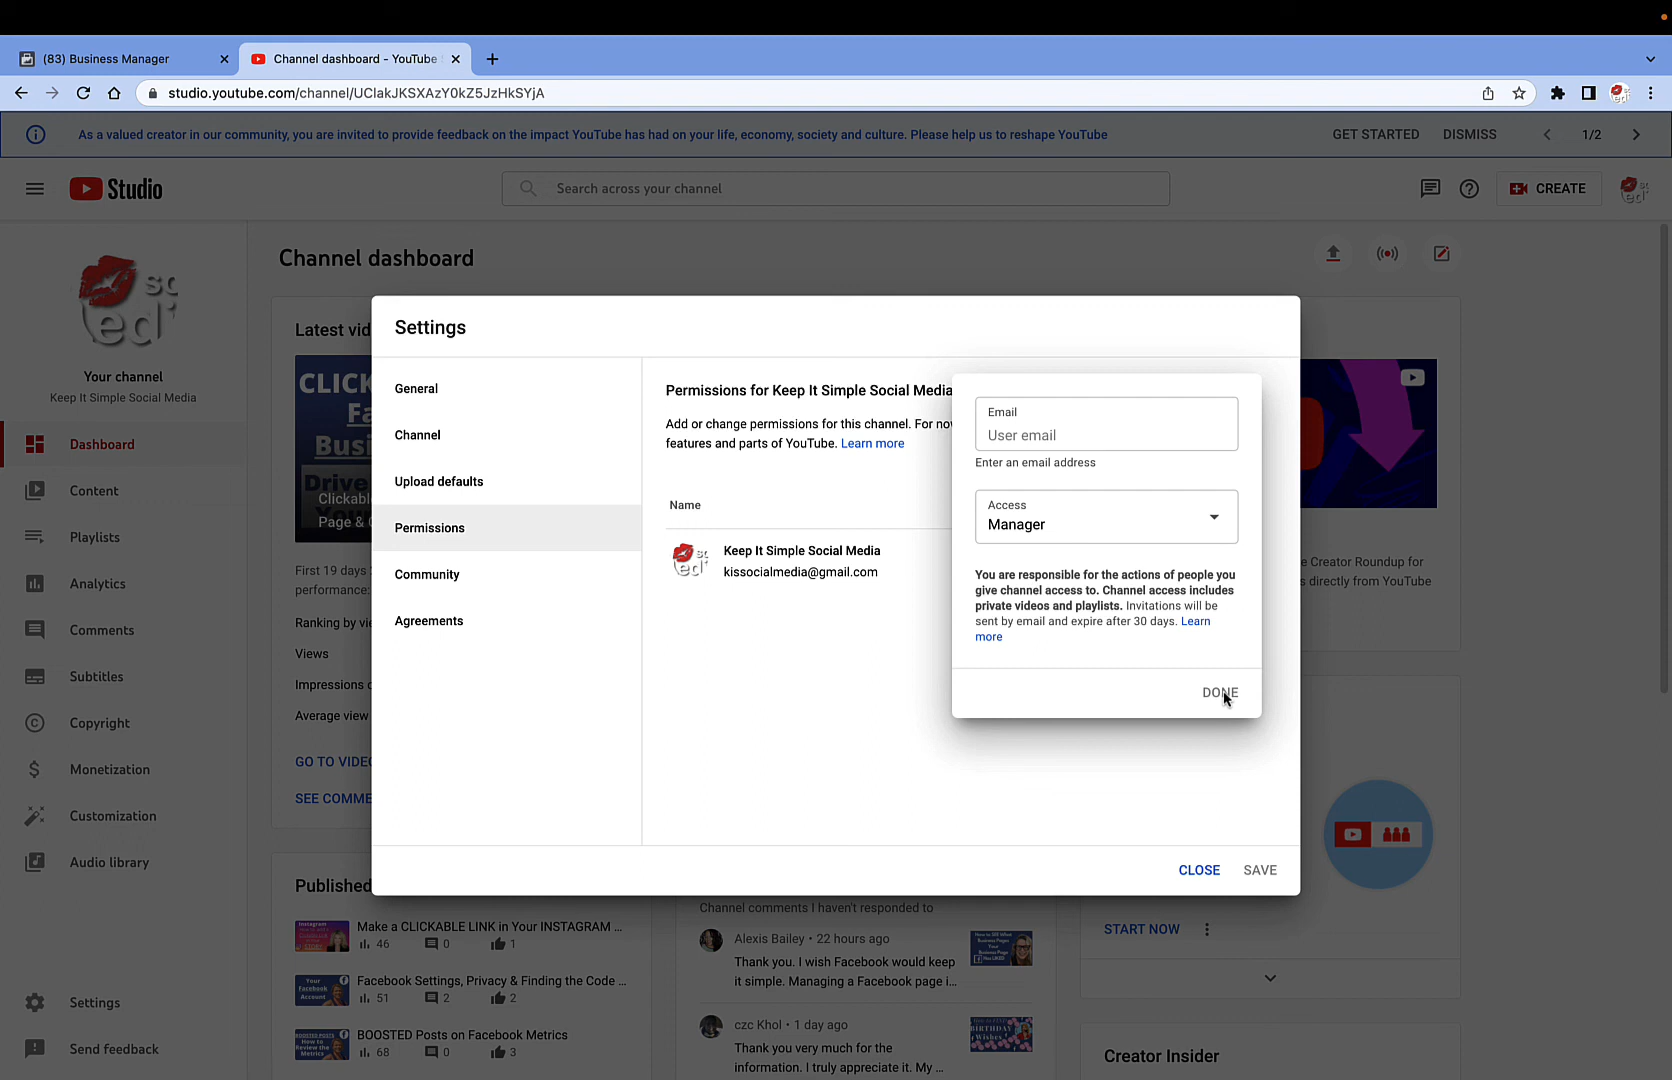 (83) Business Manager
Channel dashboard - YouTube
studio.youtube.com/channel/UClakJKSXAzY0kZ5JzHkSYjA
As a valued creator in our community, you are invited to provide feedback on the impact YouTube has had on your life, economy, society and culture. Please help us to reshape YouTube
GET STARTED
DISMISS
1/2
Studio
Search across your channel
CREATE
Your channel
Keep It Simple Social Media
Dashboard
Content
Playlists
Analytics
Comments
Subtitles
Copyright
Monetization
Customization
Audio library
Settings
Send feedback
Channel dashboard
Latest vid
CLICK
Clickable
Page &
First 19 days
performance:
Ranking by vie
Views
Impressions
Average view
GO TO VIDEO
SEE COMME
Settings
General
Channel
Upload defaults
Permissions
Community
Agreements
Permissions for Keep It Simple Social Media
Add or change permissions for this channel. For no
features and parts of YouTube. Learn more
Name
Keep It Simple Social Media
kissocialmedia@gmail.com
Email
User email
Enter an email address
Access
Manager
You are responsible for the actions of people you
give channel access to. Channel access includes
private videos and playlists. Invitations will be
sent by email and expire after 30 days. Learn
more
DONE
CLOSE
SAVE
e Creator Roundup for
s directly from YouTube
Published
Make a CLICKABLE LINK in Your INSTAGRAM ...
46
0
1
Facebook Settings, Privacy & Finding the Code ...
51
2
2
BOOSTED Posts on Facebook Metrics
68
0
3
Channel comments I haven't responded to
Alexis Bailey • 22 hours ago
Thank you. I wish Facebook would keep
it simple. Managing a Facebook page i...
czc Khol • 1 day ago
Thank you very much for the
information. I truly appreciate it. My ...
START NOW
Creator Insider